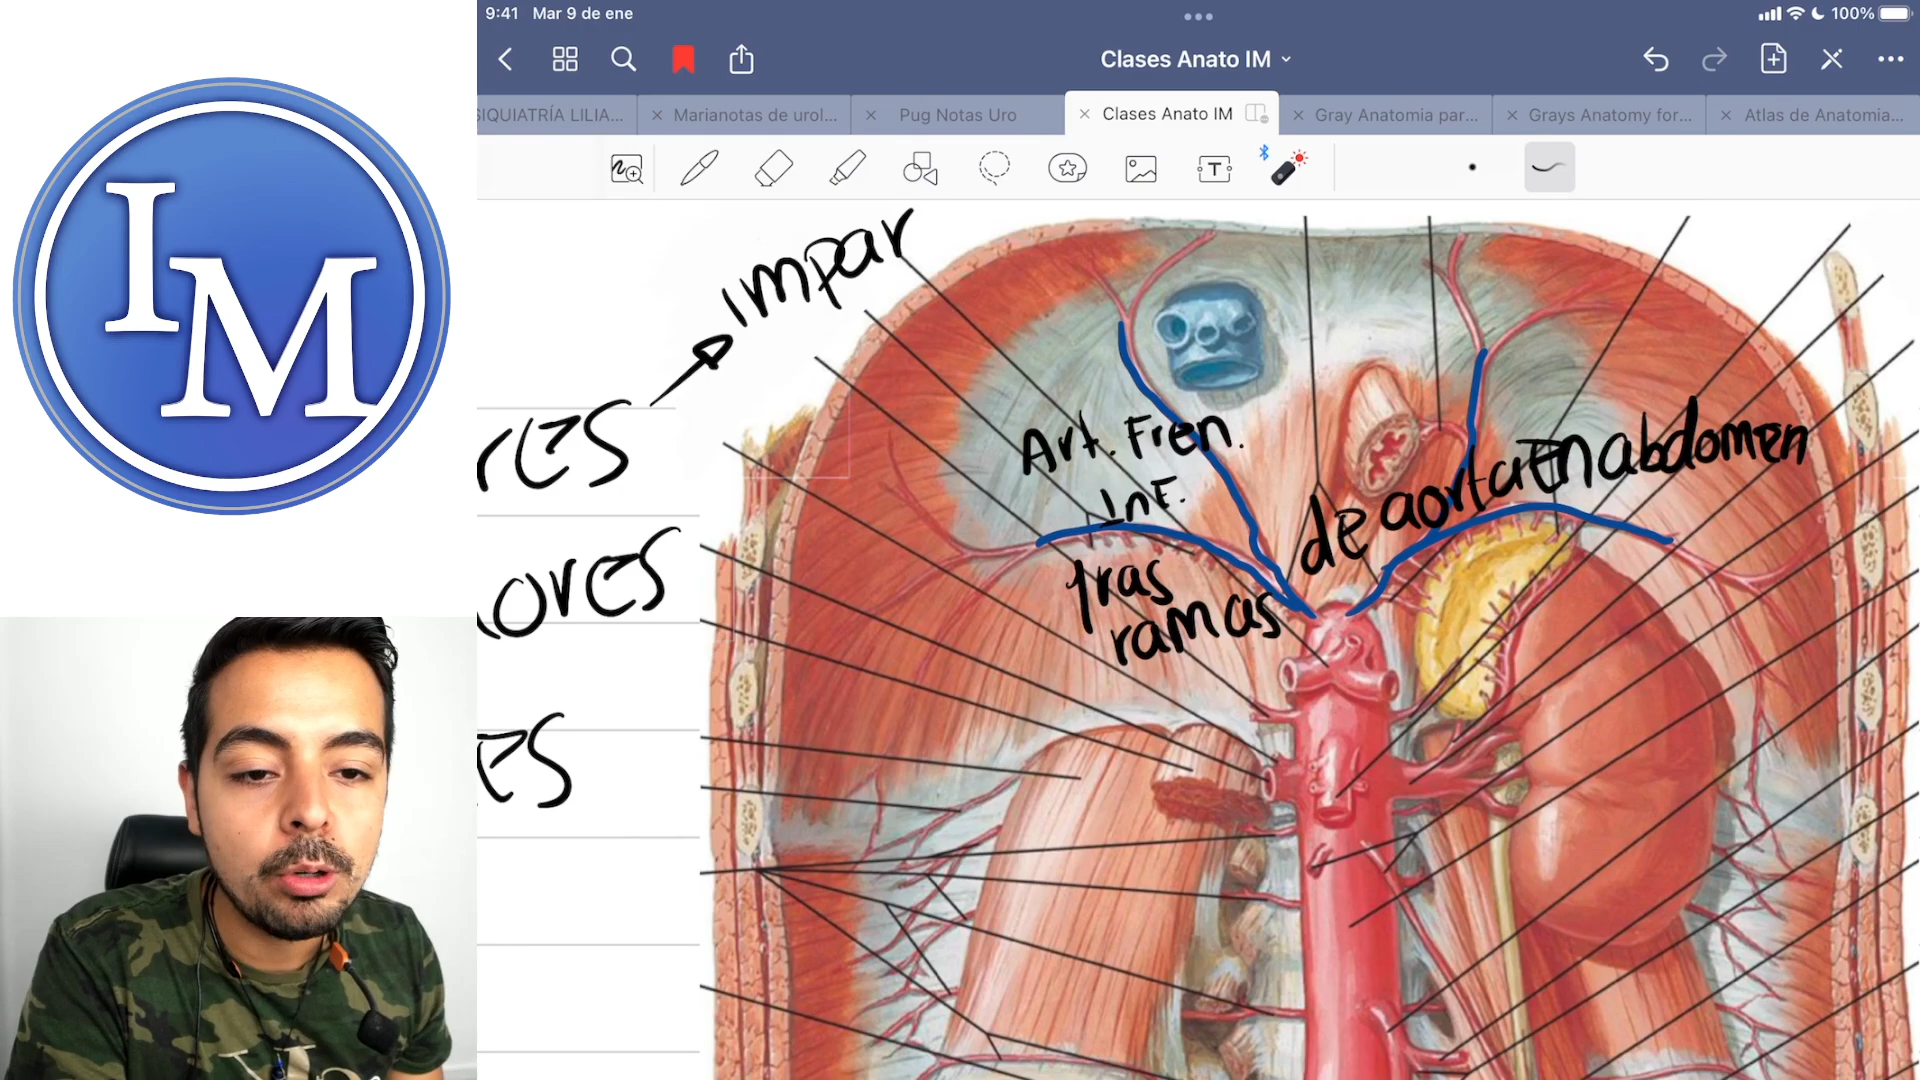 9:41 Mar 9 de ene
100%
Clases Anato IM
SIQUIATRÍA LILIA...
Marianotas de urol...
Pug Notas Uro
Clases Anato IM
Gray Anatomia par...
Grays Anatomy for...
Atlas de Anatomia...
IM
Impar
res
ores
es
Art. Fren.
Inf.
1ras
ramas
de aorta En abdomen